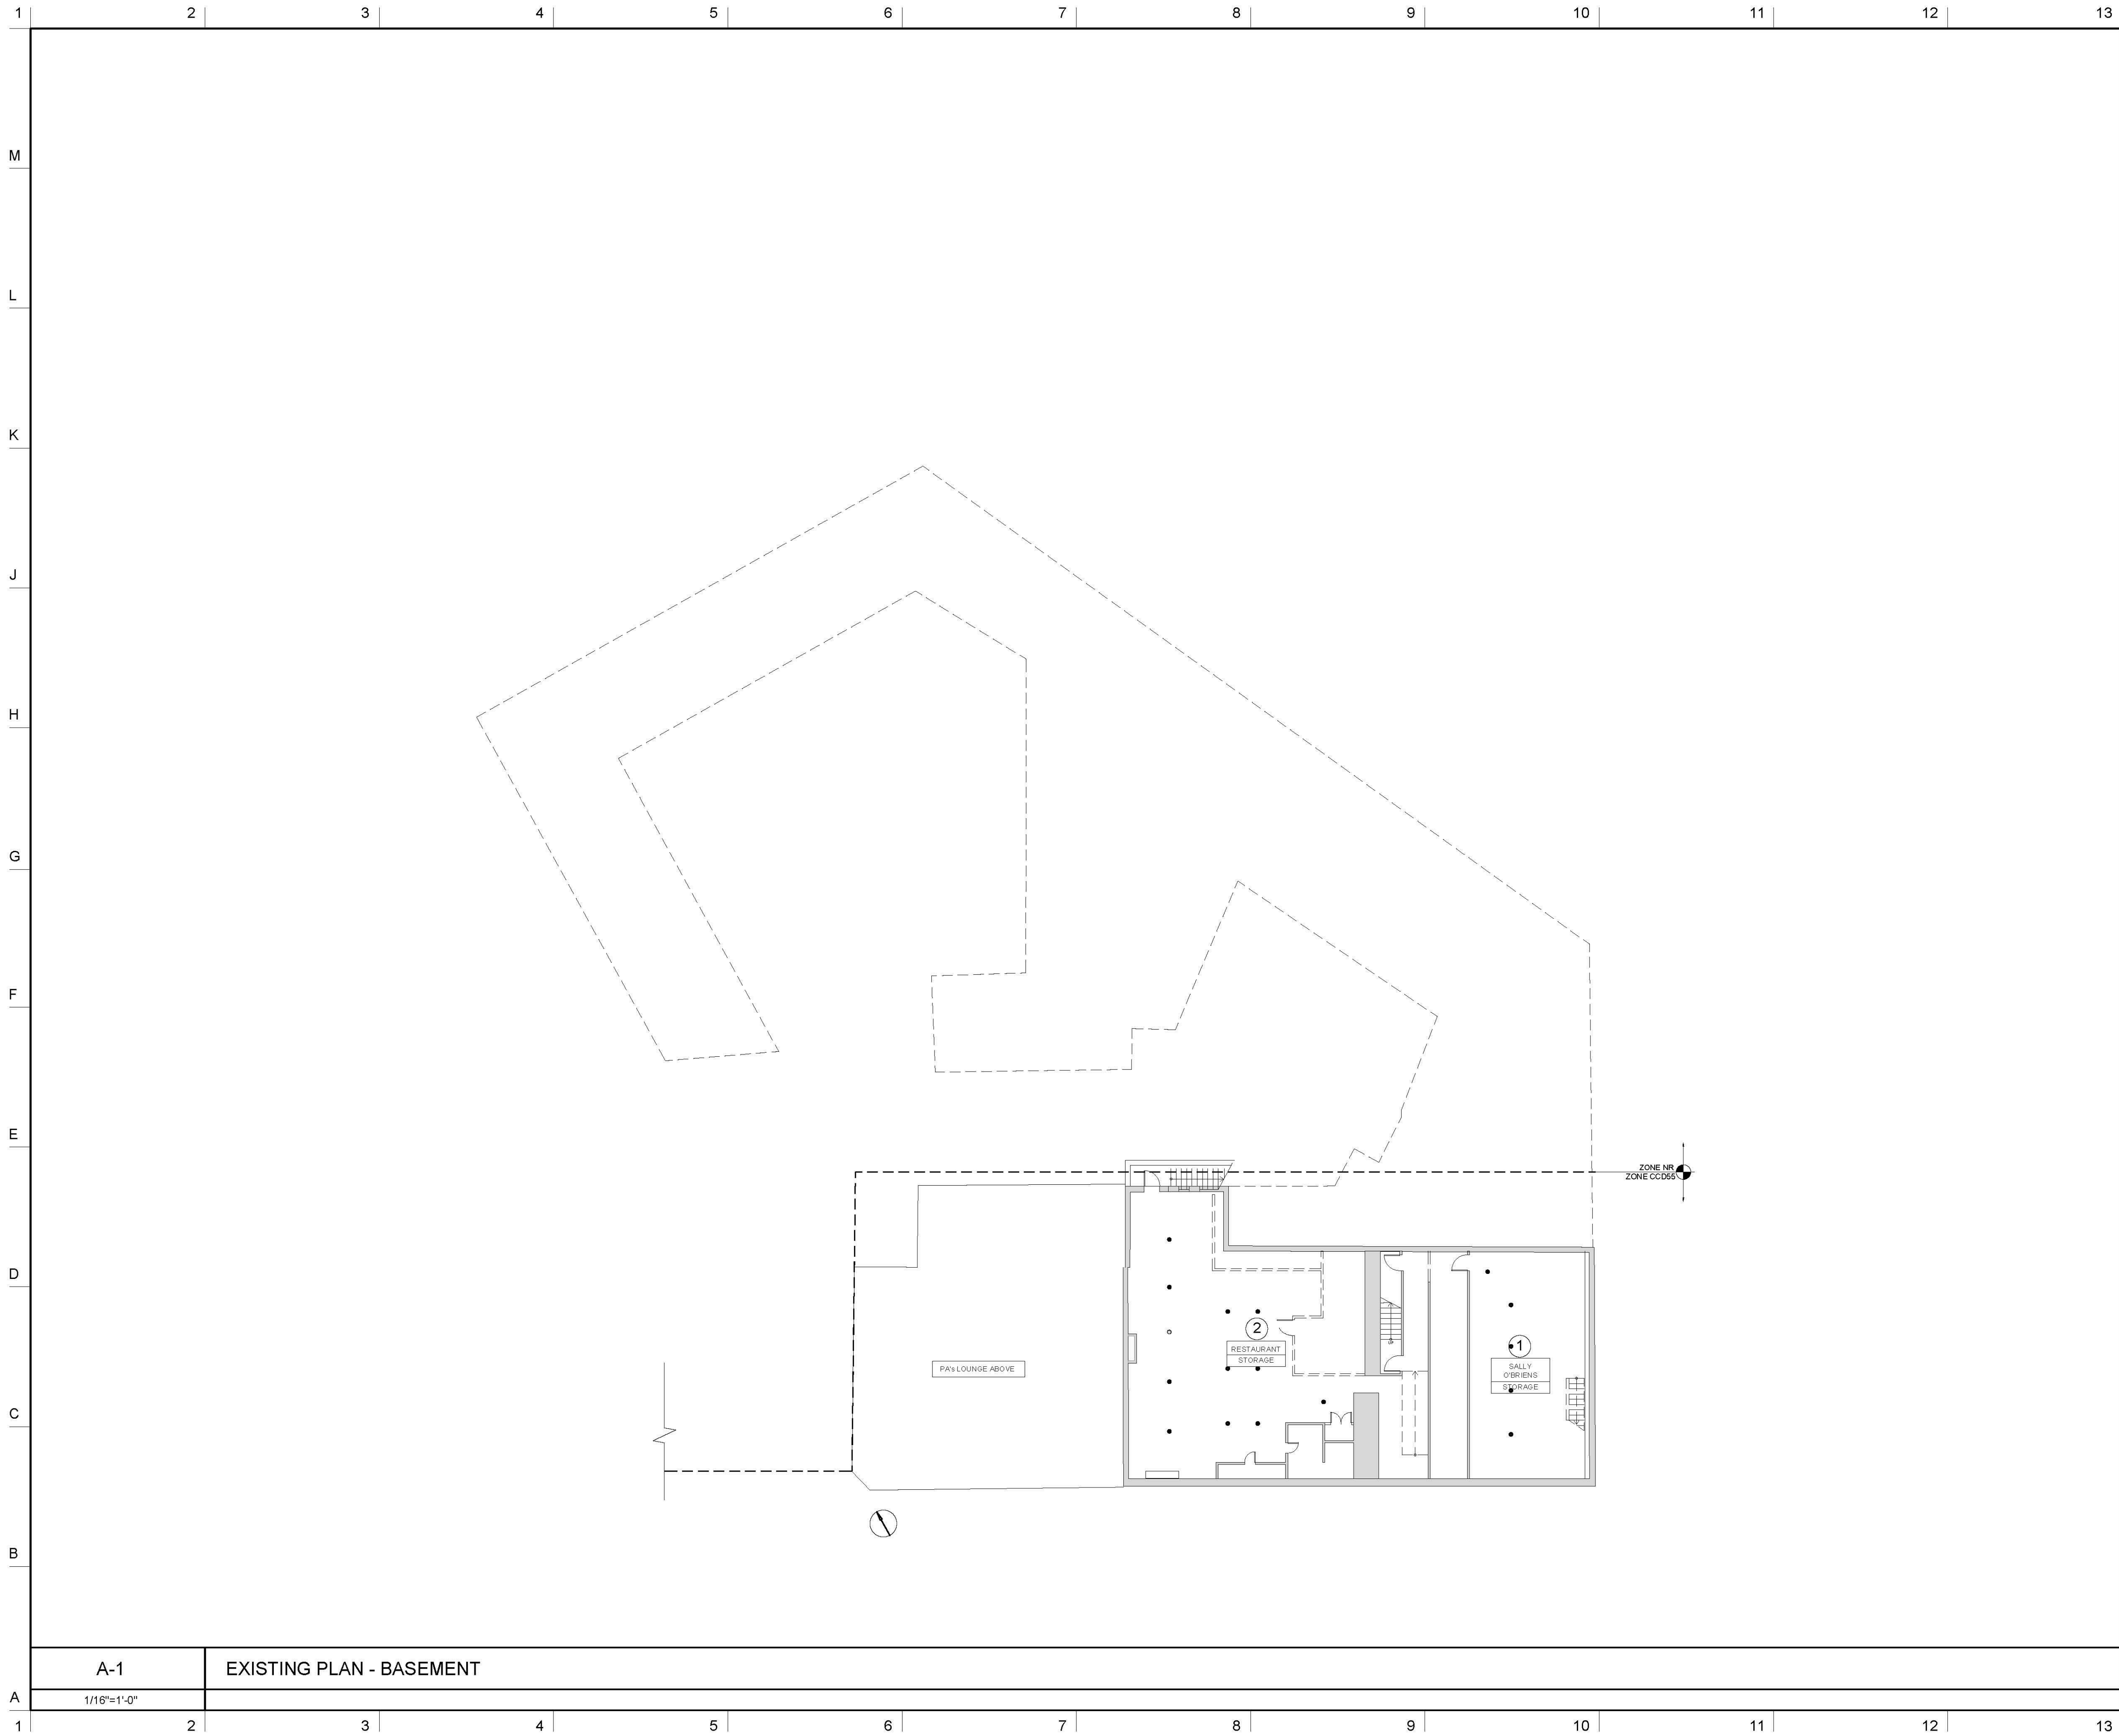 1 2 3 4 5 6 7 8 9 10 11 12 13
M
L
K
J
H
G
F
E
ZONE NR
ZONE CCD55
D
2
RESTAURANT
STORAGE
1
SALLY
O'BRIENS
STORAGE
UP
PA's LOUNGE ABOVE
C
B
A-1 EXISTING PLAN - BASEMENT
A
1/16"=1'-0"
1 2 3 4 5 6 7 8 9 10 11 12 13